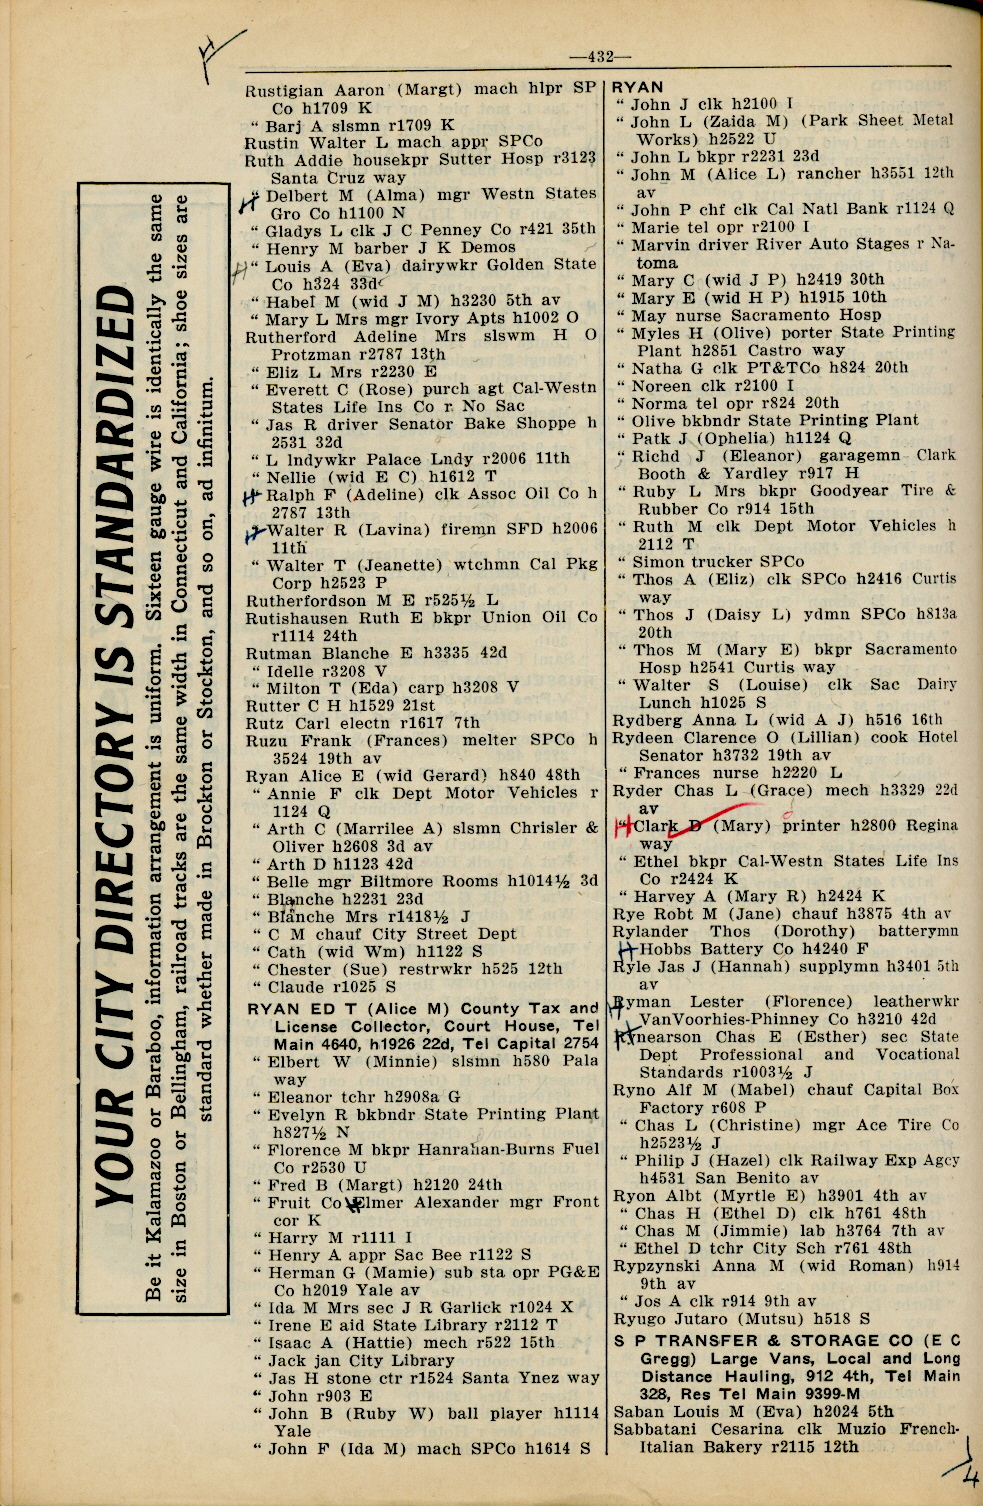 —432—
YOUR CITY DIRECTORY IS STANDARDIZED
Be it Kalamazoo or Baraboo, information arrangement is uniform. Sixteen gauge wire is identically the same
size in Boston or Bellingham, railroad tracks are the same width in Connecticut and California; shoe sizes are
standard whether made in Brockton or Stockton, and so on, ad infinitum.
Rustigian Aaron (Margt) mach hlpr SP
Co h1709 K
“ Barj A slsmn r1709 K
Rustin Walter L mach appr SPCo
Ruth Addie housekpr Sutter Hosp r3123
Santa Cruz way
“ Delbert M (Alma) mgr Westn States
Gro Co h1100 N
“ Gladys L clk J C Penney Co r421 35th
“ Henry M barber J K Demos
“ Louis A (Eva) dairywkr Golden State
Co h324 33d
“ Habel M (wid J M) h3230 5th av
“ Mary L Mrs mgr Ivory Apts h1002 O
Rutherford Adeline Mrs slswm H O
Protzman r2787 13th
“ Eliz L Mrs r2230 E
“ Everett C (Rose) purch agt Cal-Westn
States Life Ins Co r No Sac
“ Jas R driver Senator Bake Shoppe h
2531 32d
“ L lndywkr Palace Lndy r2006 11th
“ Nellie (wid E C) h1612 T
“ Ralph F (Adeline) clk Assoc Oil Co h
2787 13th
“ Walter R (Lavina) firemn SFD h2006
11th
“ Walter T (Jeanette) wtchmn Cal Pkg
Corp h2523 P
Rutherfordson M E r525½ L
Rutishausen Ruth E bkpr Union Oil Co
r1114 24th
Rutman Blanche E h3335 42d
“ Idelle r3208 V
“ Milton T (Eda) carp h3208 V
Rutter C H h1529 21st
Rutz Carl electn r1617 7th
Ruzu Frank (Frances) melter SPCo h
3524 19th av
Ryan Alice E (wid Gerard) h840 48th
“ Annie F clk Dept Motor Vehicles r
1124 Q
“ Arth C (Marrilee A) slsmn Chrisler &
Oliver h2608 3d av
“ Arth D h1123 42d
“ Belle mgr Biltmore Rooms h1014½ 3d
“ Blanche h2231 23d
“ Blanche Mrs r1418½ J
“ C M chauf City Street Dept
“ Cath (wid Wm) h1122 S
“ Chester (Sue) restrwkr h525 12th
“ Claude r1025 S
RYAN ED T (Alice M) County Tax and
License Collector, Court House, Tel
Main 4640, h1926 22d, Tel Capital 2754
“ Elbert W (Minnie) slsmn h580 Pala
way
“ Eleanor tchr h2908a G
“ Evelyn R bkbndr State Printing Plant
h827½ N
“ Florence M bkpr Hanrahan-Burns Fuel
Co r2530 U
“ Fred B (Margt) h2120 24th
“ Fruit Co Elmer Alexander mgr Front
cor K
“ Harry M r1111 I
“ Henry A appr Sac Bee r1122 S
“ Herman G (Mamie) sub sta opr PG&E
Co h2019 Yale av
“ Ida M Mrs sec J R Garlick r1024 X
“ Irene E aid State Library r2112 T
“ Isaac A (Hattie) mech r522 15th
“ Jack jan City Library
“ Jas H stone ctr r1524 Santa Ynez way
“ John r903 E
“ John B (Ruby W) ball player h1114
Yale
“ John F (Ida M) mach SPCo h1614 S
RYAN
“ John J clk h2100 I
“ John L (Zaida M) (Park Sheet Metal
Works) h2522 U
“ John L bkpr r2231 23d
“ John M (Alice L) rancher h3551 12th
av
“ John P chf clk Cal Natl Bank r1124 Q
“ Marie tel opr r2100 I
“ Marvin driver River Auto Stages r Na-
toma
“ Mary C (wid J P) h2419 30th
“ Mary E (wid H P) h1915 10th
“ May nurse Sacramento Hosp
“ Myles H (Olive) porter State Printing
Plant h2851 Castro way
“ Natha G clk PT&TCo h824 20th
“ Noreen clk r2100 I
“ Norma tel opr r824 20th
“ Olive bkbndr State Printing Plant
“ Patk J (Ophelia) h1124 Q
“ Richd J (Eleanor) garagemn Clark
Booth & Yardley r917 H
“ Ruby L Mrs bkpr Goodyear Tire &
Rubber Co r914 15th
“ Ruth M clk Dept Motor Vehicles h
2112 T
“ Simon trucker SPCo
“ Thos A (Eliz) clk SPCo h2416 Curtis
way
“ Thos J (Daisy L) ydmn SPCo h813a
20th
“ Thos M (Mary E) bkpr Sacramento
Hosp h2541 Curtis way
“ Walter S (Louise) clk Sac Dairy
Lunch h1025 S
Rydberg Anna L (wid A J) h516 16th
Rydeen Clarence O (Lillian) cook Hotel
Senator h3732 19th av
“ Frances nurse h2220 L
Ryder Chas L (Grace) mech h3329 22d
av
H “ Clark D (Mary) printer h2800 Regina
way
“ Ethel bkpr Cal-Westn States Life Ins
Co r2424 K
“ Harvey A (Mary R) h2424 K
Rye Robt M (Jane) chauf h3875 4th av
Rylander Thos (Dorothy) batterymn
Hobbs Battery Co h4240 F
Ryle Jas J (Hannah) supplymn h3401 5th
av
Ryman Lester (Florence) leatherwkr
VanVoorhies-Phinney Co h3210 42d
Rynearson Chas E (Esther) sec State
Dept Professional and Vocational
Standards r1003½ J
Ryno Alf M (Mabel) chauf Capital Box
Factory r608 P
“ Chas L (Christine) mgr Ace Tire Co
h2523½ J
“ Philip J (Hazel) clk Railway Exp Agcy
h4531 San Benito av
Ryon Albt (Myrtle E) h3901 4th av
“ Chas H (Ethel D) clk h761 48th
“ Chas M (Jimmie) lab h3764 7th av
“ Ethel D tchr City Sch r761 48th
Rypzynski Anna M (wid Roman) h914
9th av
“ Jos A clk r914 9th av
Ryugo Jutaro (Mutsu) h518 S
S P TRANSFER & STORAGE CO (E C
Gregg) Large Vans, Local and Long
Distance Hauling, 912 4th, Tel Main
328, Res Tel Main 9399-M
Saban Louis M (Eva) h2024 5th
Sabbatani Cesarina clk Muzio French-
Italian Bakery r2115 12th